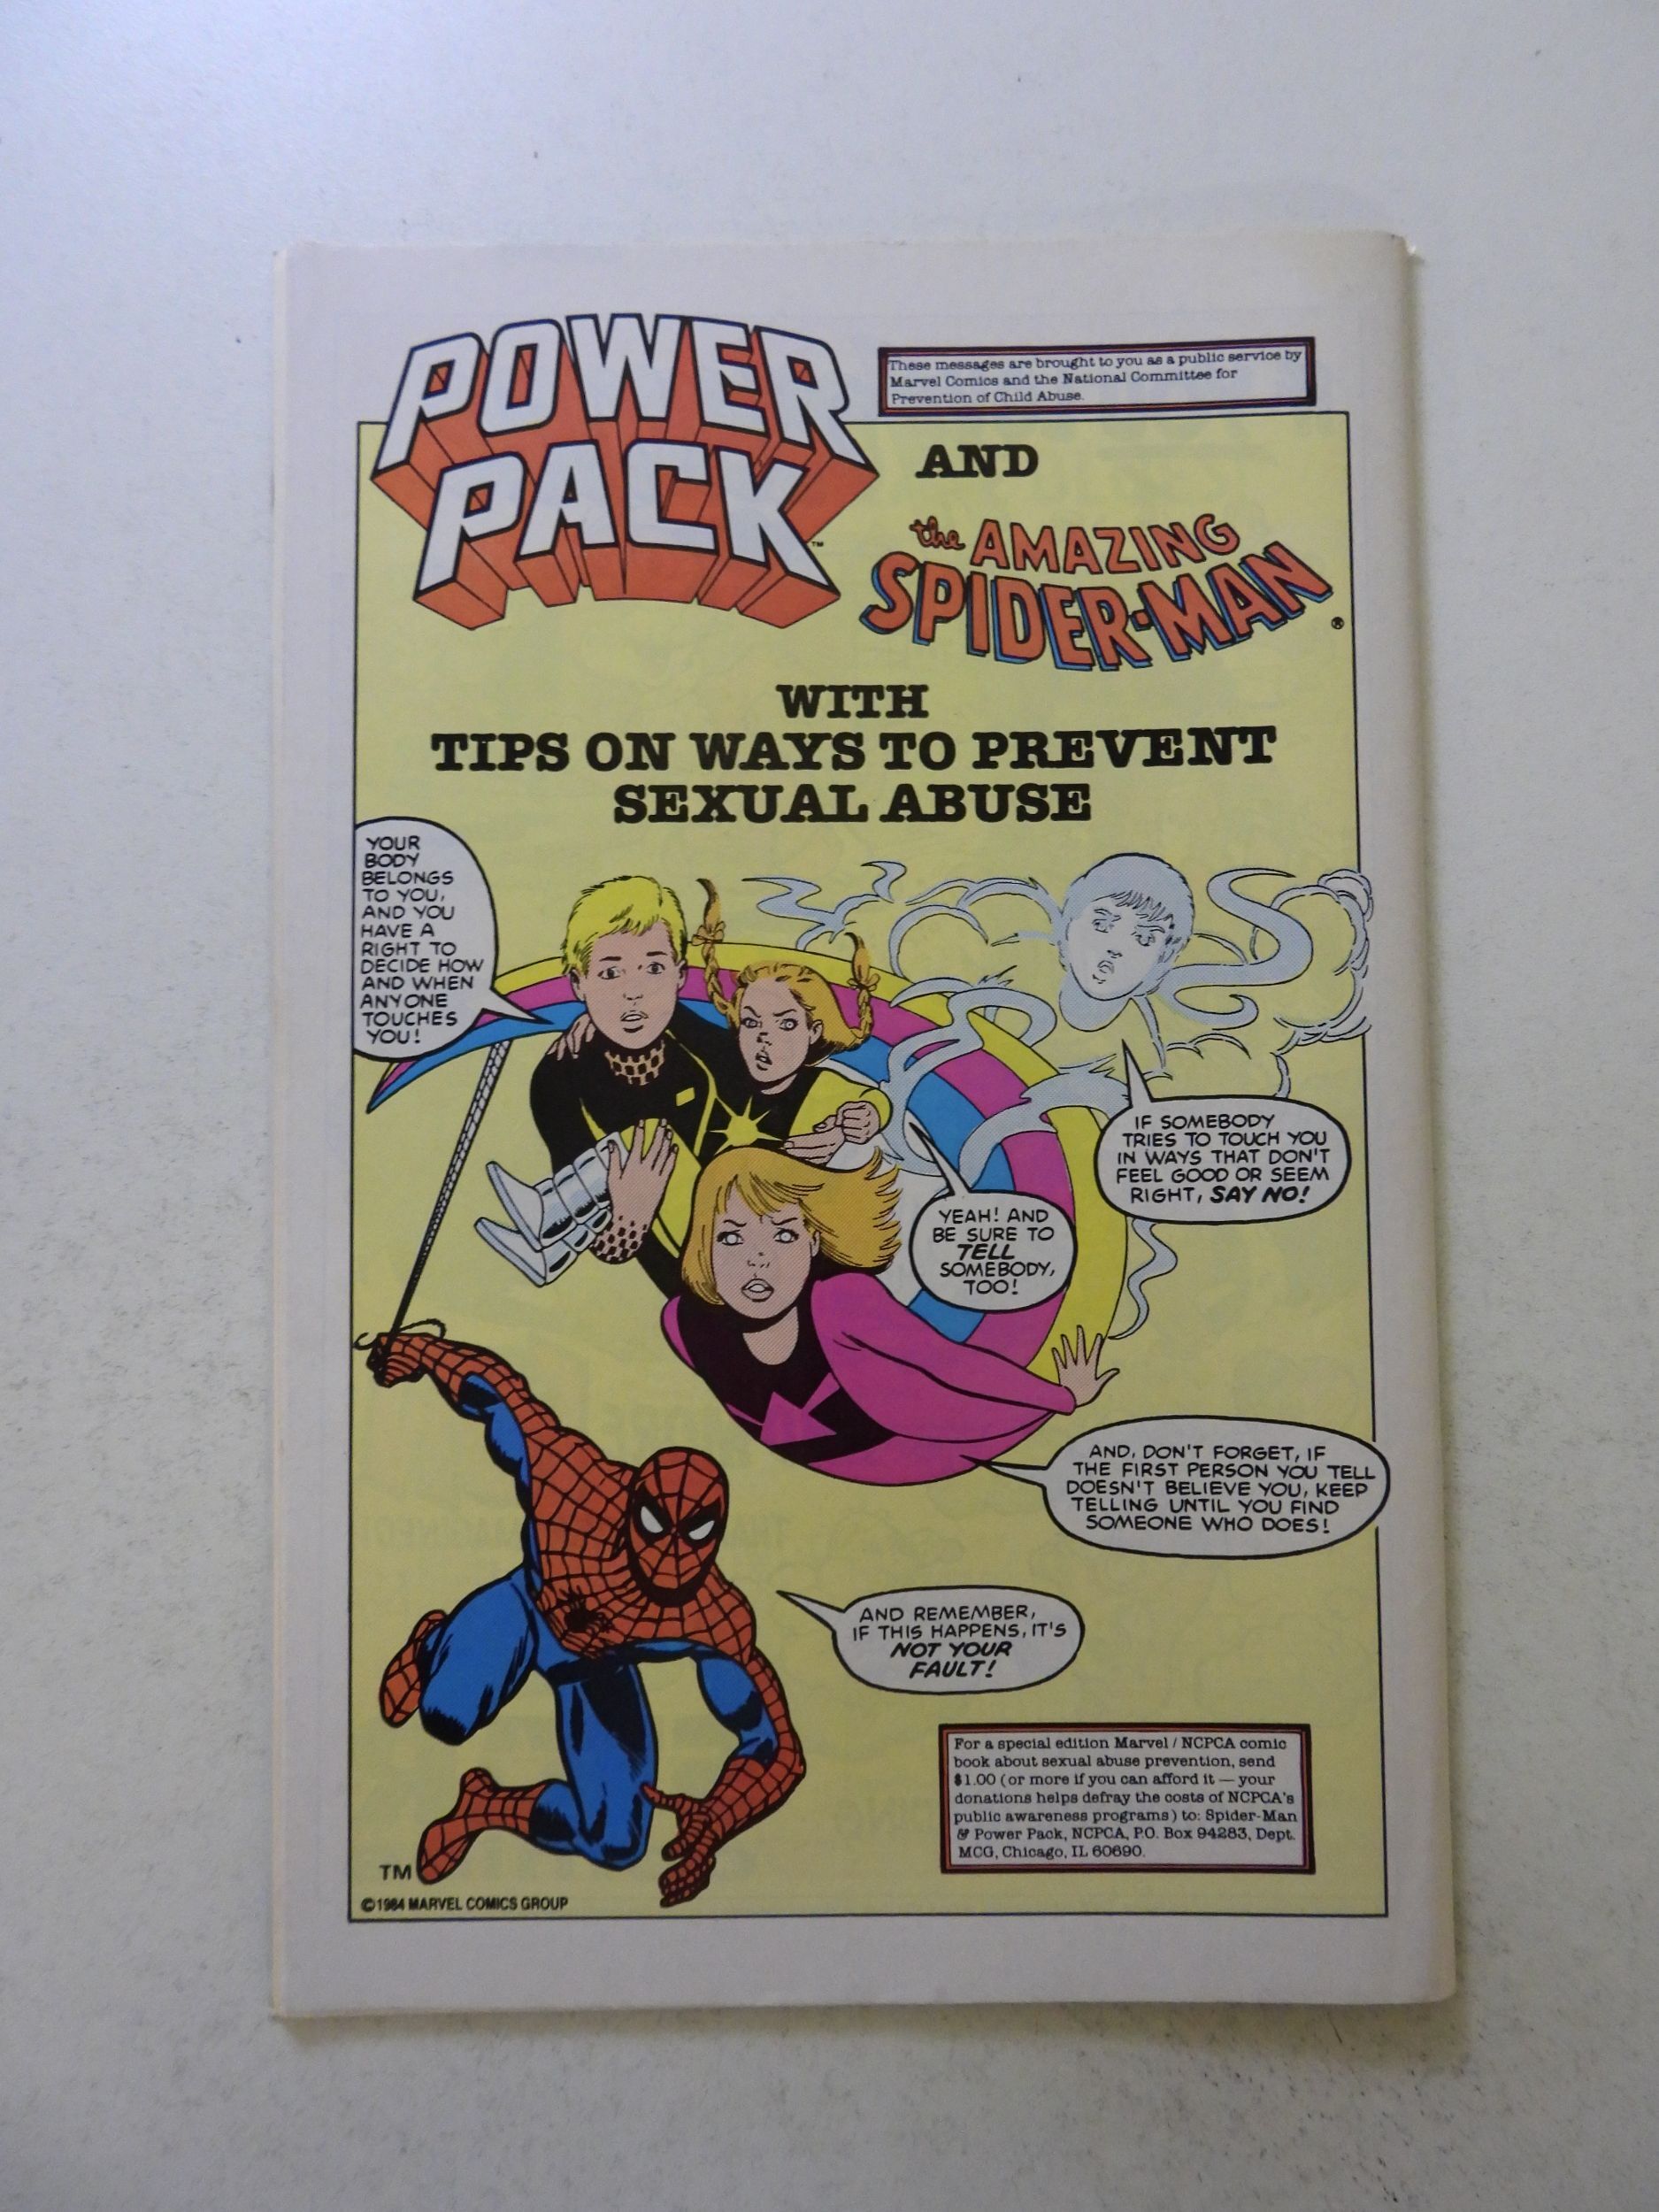 POWER
PACK
™
These messages are brought to you as a public service by
Marvel Comics and the National Committee for
Prevention of Child Abuse.
AND
the AMAZING
SPIDER-MAN
®
WITH
TIPS ON WAYS TO PREVENT
SEXUAL ABUSE
YOUR
BODY
BELONGS
TO YOU,
AND YOU
HAVE A
RIGHT TO
DECIDE HOW
AND WHEN
ANYONE
TOUCHES
YOU!
IF SOMEBODY
TRIES TO TOUCH YOU
IN WAYS THAT DON'T
FEEL GOOD OR SEEM
RIGHT, SAY NO!
YEAH! AND
BE SURE TO
TELL
SOMEBODY,
TOO!
AND, DON'T FORGET, IF
THE FIRST PERSON YOU TELL
DOESN'T BELIEVE YOU, KEEP
TELLING UNTIL YOU FIND
SOMEONE WHO DOES!
AND REMEMBER,
IF THIS HAPPENS, IT'S
NOT YOUR
FAULT!
For a special edition Marvel / NCPCA comic
book about sexual abuse prevention, send
$1.00 (or more if you can afford it — your
donations helps defray the costs of NCPCA's
public awareness programs) to: Spider-Man
& Power Pack, NCPCA, P.O. Box 94283, Dept.
MCG, Chicago, IL 60690.
TM
©1984 MARVEL COMICS GROUP